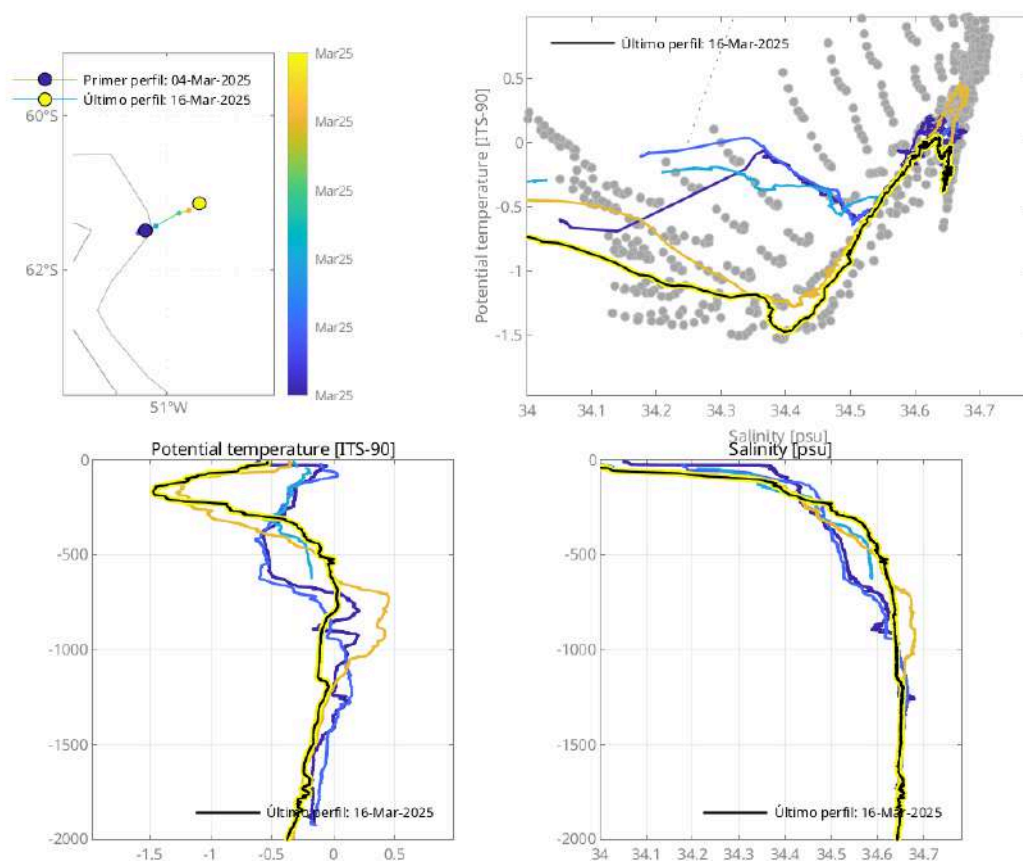 Primer perfil: 04-Mar-2025
Último perfil: 16-Mar-2025
60°S
62°S
51°W
Mar25
Mar25
Mar25
Mar25
Mar25
Mar25
Último perfil: 16-Mar-2025
Potential temperature [ITS-90]
0.5
0
-0.5
-1
-1.5
34
34.1
34.2
34.3
34.4
34.5
34.6
34.7
Salinity [psu]
Potential temperature [ITS-90]
0
-500
-1000
-1500
-2000
-1.5
-1
-0.5
0
0.5
Último perfil: 16-Mar-2025
Salinity [psu]
0
-500
-1000
-1500
-2000
34
34.1
34.2
34.3
34.4
34.5
34.6
34.7
Último perfil: 16-Mar-2025